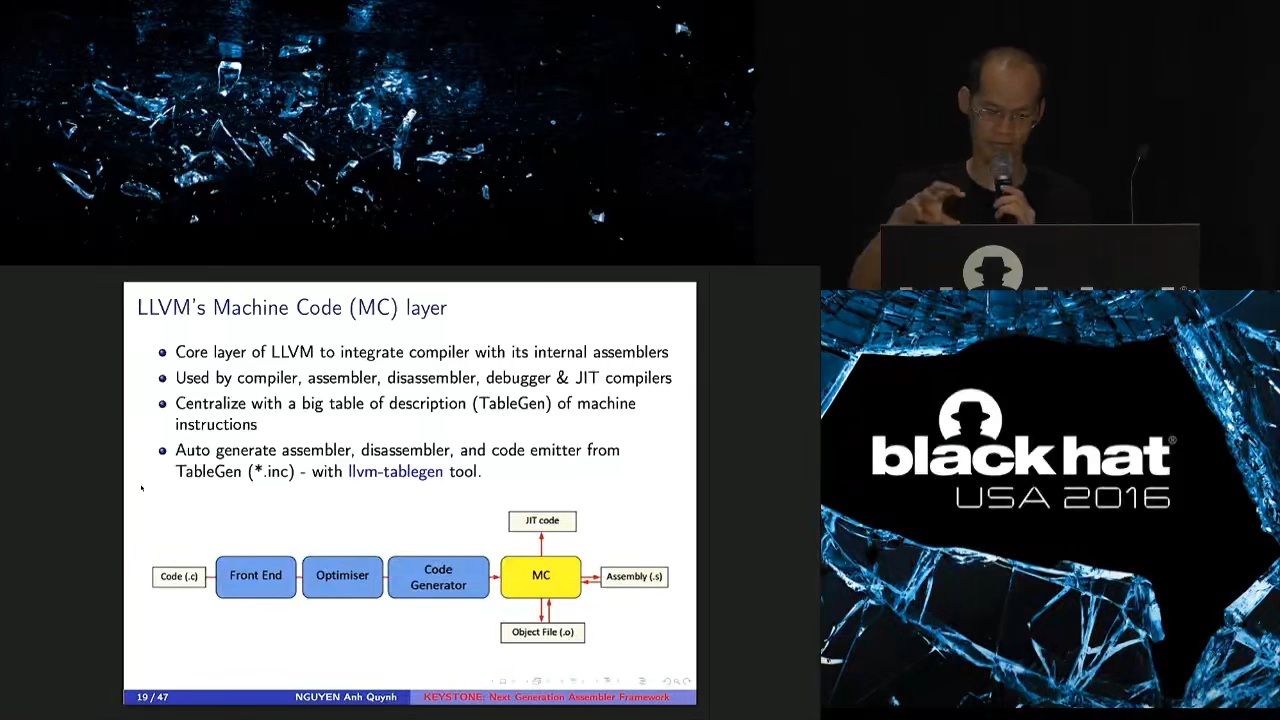 LLVM's Machine Code (MC) layer
Core layer of LLVM to integrate compiler with its internal assemblers
Used by compiler, assembler, disassembler, debugger & JIT compilers
Centralize with a big table of description (TableGen) of machine
instructions
Auto generate assembler, disassembler, and code emitter from
TableGen (*.inc) - with llvm-tablegen tool.
JIT code
Code (.c)
Front End
Optimiser
Code
Generator
MC
Assembly (.s)
Object File (.o)
19 / 47
NGUYEN Anh Quynh
KEYSTONE: Next Generation Assembler Framework
black hat®
USA 2016